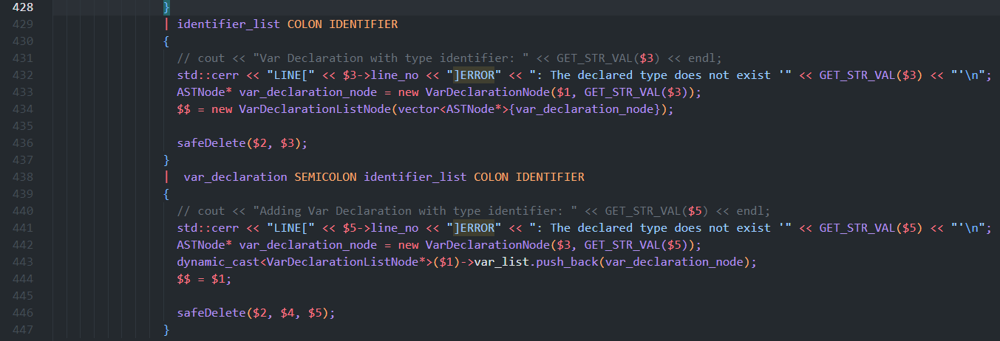 428 }
429 | identifier_list COLON IDENTIFIER
430 {
431 // cout << "Var Declaration with type identifier: " << GET_STR_VAL($3) << endl;
432 std::cerr << "LINE[" << $3->line_no << "]ERROR" << ": The declared type does not exist '" << GET_STR_VAL($3) << "'\n";
433 ASTNode* var_declaration_node = new VarDeclarationNode($1, GET_STR_VAL($3));
434 $$ = new VarDeclarationListNode(vector<ASTNode*>{var_declaration_node});
435
436 safeDelete($2, $3);
437 }
438 | var_declaration SEMICOLON identifier_list COLON IDENTIFIER
439 {
440 // cout << "Adding Var Declaration with type identifier: " << GET_STR_VAL($5) << endl;
441 std::cerr << "LINE[" << $5->line_no << "]ERROR" << ": The declared type does not exist '" << GET_STR_VAL($5) << "'\n";
442 ASTNode* var_declaration_node = new VarDeclarationNode($3, GET_STR_VAL($5));
443 dynamic_cast<VarDeclarationListNode*>($1)->var_list.push_back(var_declaration_node);
444 $$ = $1;
445
446 safeDelete($2, $4, $5);
447 }